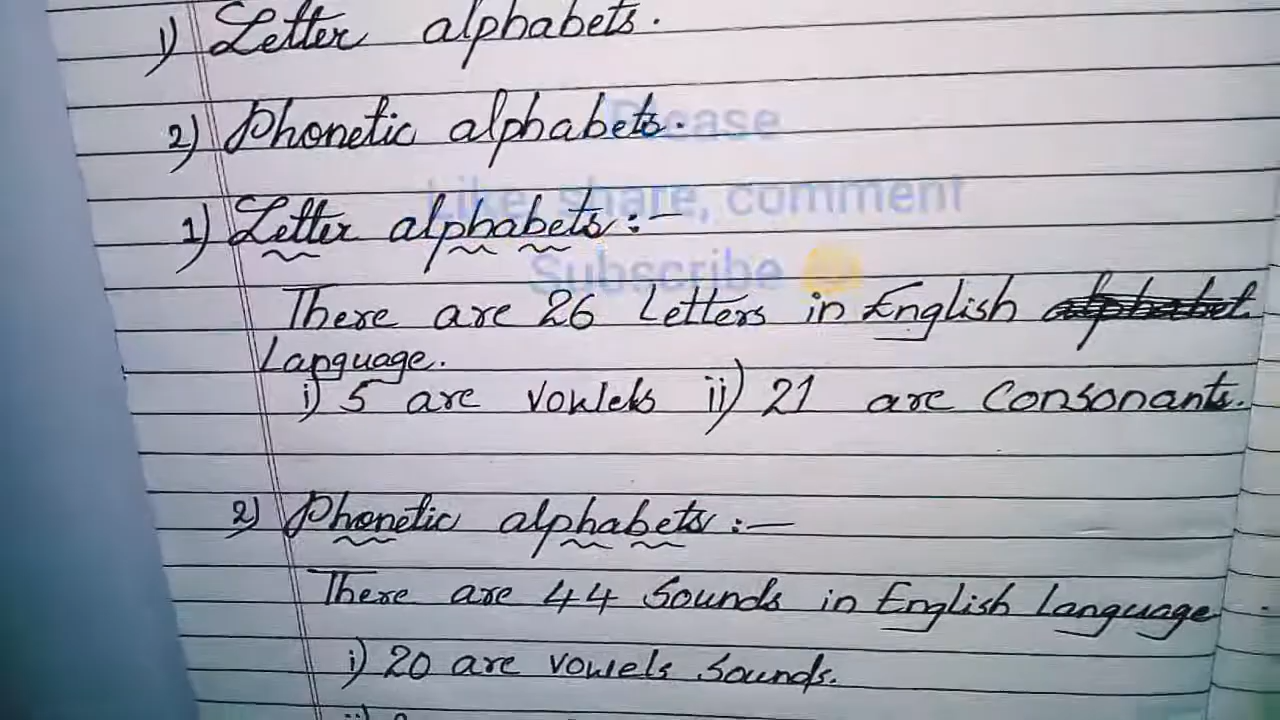 1) Letter alphabets.
2) Phonetic alphabets.
Please
Like, share, comment
1) Letter alphabets :-
Subscribe
There are 26 Letters in English alphabet
Language.
i) 5 are vowels ii) 21 are Consonants.
2) Phonetic alphabets :-
There are 44 Sounds in English language
i) 20 are vowels Sounds.